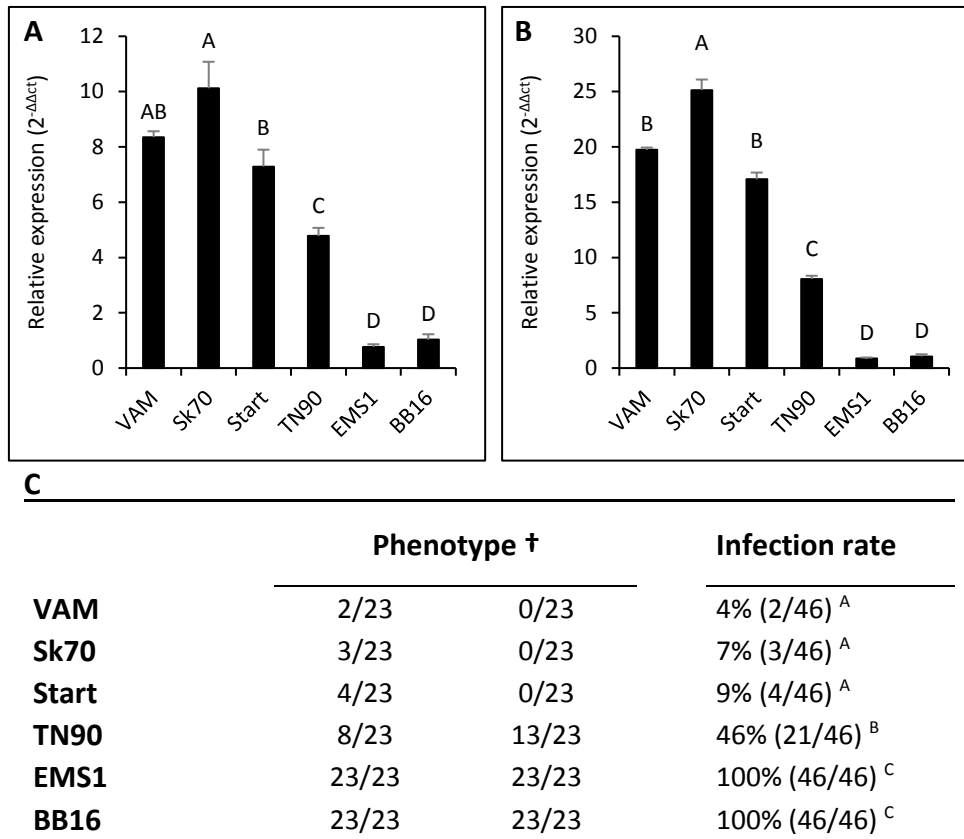 A
Relative expression (2^-ΔΔct)
12
10
8
6
4
2
0
AB
A
B
C
D
D
VAM
Sk70
Start
TN90
EMS1
BB16
B
Relative expression (2^-ΔΔct)
30
25
20
15
10
5
0
B
A
B
C
D
D
VAM
Sk70
Start
TN90
EMS1
BB16
C
Phenotype † Infection rate
VAM 2/23 0/23 4% (2/46) A
Sk70 3/23 0/23 7% (3/46) A
Start 4/23 0/23 9% (4/46) A
TN90 8/23 13/23 46% (21/46) B
EMS1 23/23 23/23 100% (46/46) C
BB16 23/23 23/23 100% (46/46) C